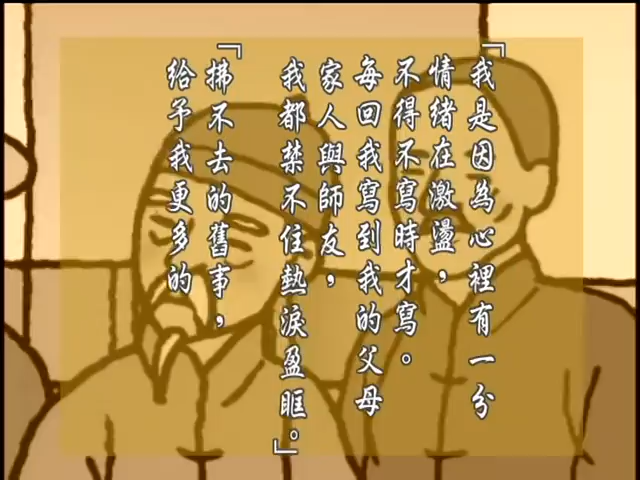 「我是因為心裡有一分
情緒在激盪，
不得不寫時才寫。
每回我寫到我的父母
家人與師友，
我都禁不住熱淚盈眶。」
「拂不去的舊事，
給予我更多的